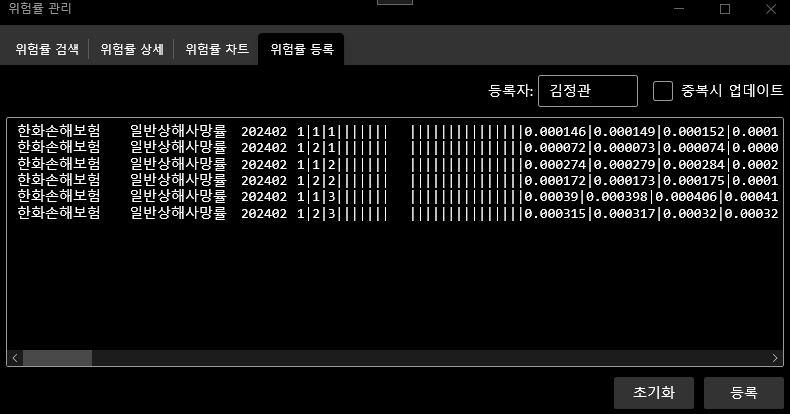 위험률 관리
위험률 검색 위험률 상세 위험률 차트 위험률 등록
등록자: 김정관 중복시 업데이트
한화손해보험 일반상해사망률 202402 1|1|1||||||| |||||||||||||||0.000146|0.000149|0.000152|0.0001
한화손해보험 일반상해사망률 202402 1|2|1||||||| |||||||||||||||0.000072|0.000073|0.000074|0.0000
한화손해보험 일반상해사망률 202402 1|1|2||||||| |||||||||||||||0.000274|0.000279|0.000284|0.0002
한화손해보험 일반상해사망률 202402 1|2|2||||||| |||||||||||||||0.000172|0.000173|0.000175|0.0001
한화손해보험 일반상해사망률 202402 1|1|3||||||| |||||||||||||||0.00039|0.000398|0.000406|0.00041
한화손해보험 일반상해사망률 202402 1|2|3||||||| |||||||||||||||0.000315|0.000317|0.00032|0.00032
초기화 등록